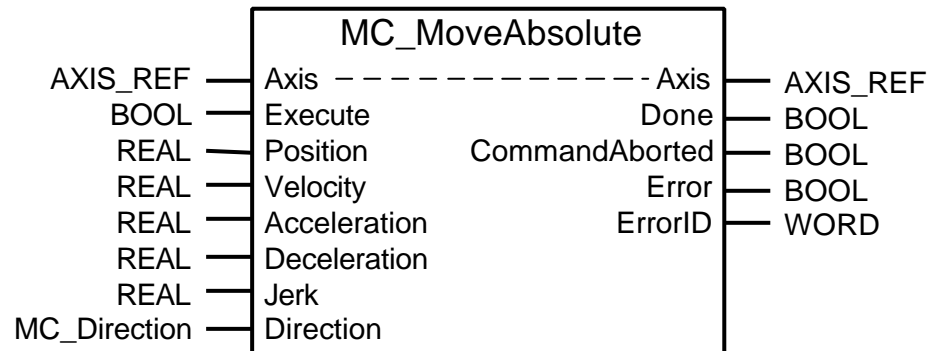 MC_MoveAbsolute
AXIS_REF Axis Axis AXIS_REF
BOOL Execute Done BOOL
REAL Position CommandAborted BOOL
REAL Velocity Error BOOL
REAL Acceleration ErrorID WORD
REAL Deceleration
REAL Jerk
MC_Direction Direction